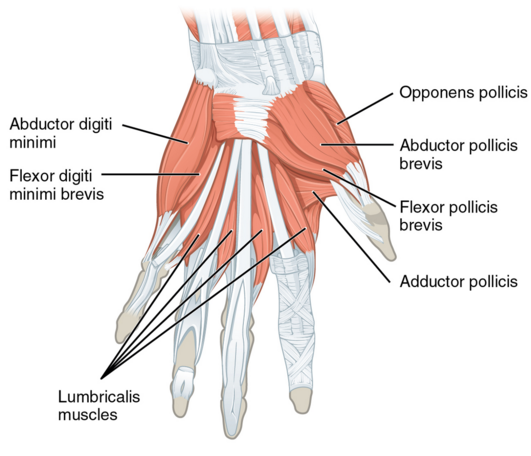 Opponens pollicis
Abductor digiti
minimi
Abductor pollicis
brevis
Flexor digiti
minimi brevis
Flexor pollicis
brevis
Adductor pollicis
Lumbricalis
muscles